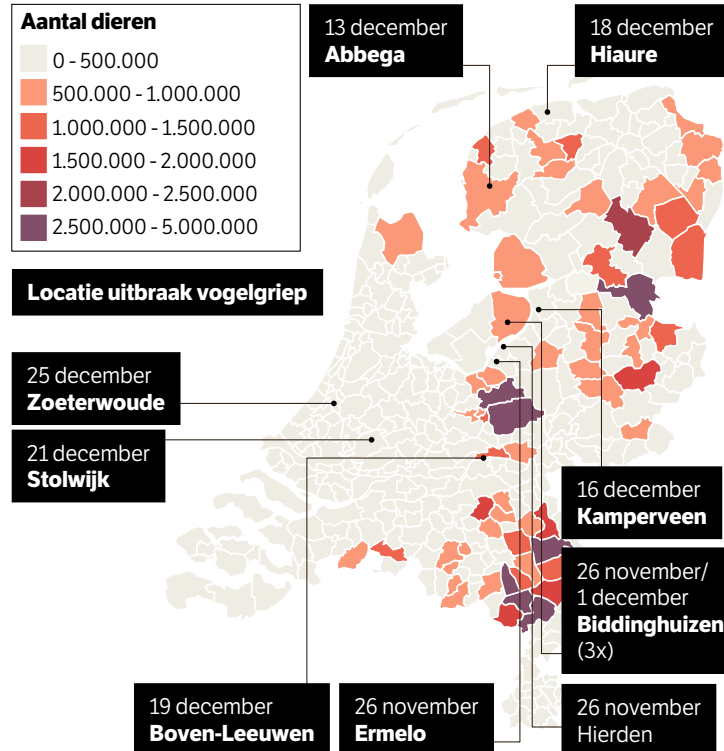 Aantal dieren
0 - 500.000
500.000 - 1.000.000
1.000.000 - 1.500.000
1.500.000 - 2.000.000
2.000.000 - 2.500.000
2.500.000 - 5.000.000
13 december
Abbega
18 december
Hiaure
Locatie uitbraak vogelgriep
25 december
Zoeterwoude
21 december
Stolwijk
16 december
Kamperveen
26 november/
1 december
Biddinghuizen
(3x)
19 december
Boven-Leeuwen
26 november
Ermelo
26 november
Hierden